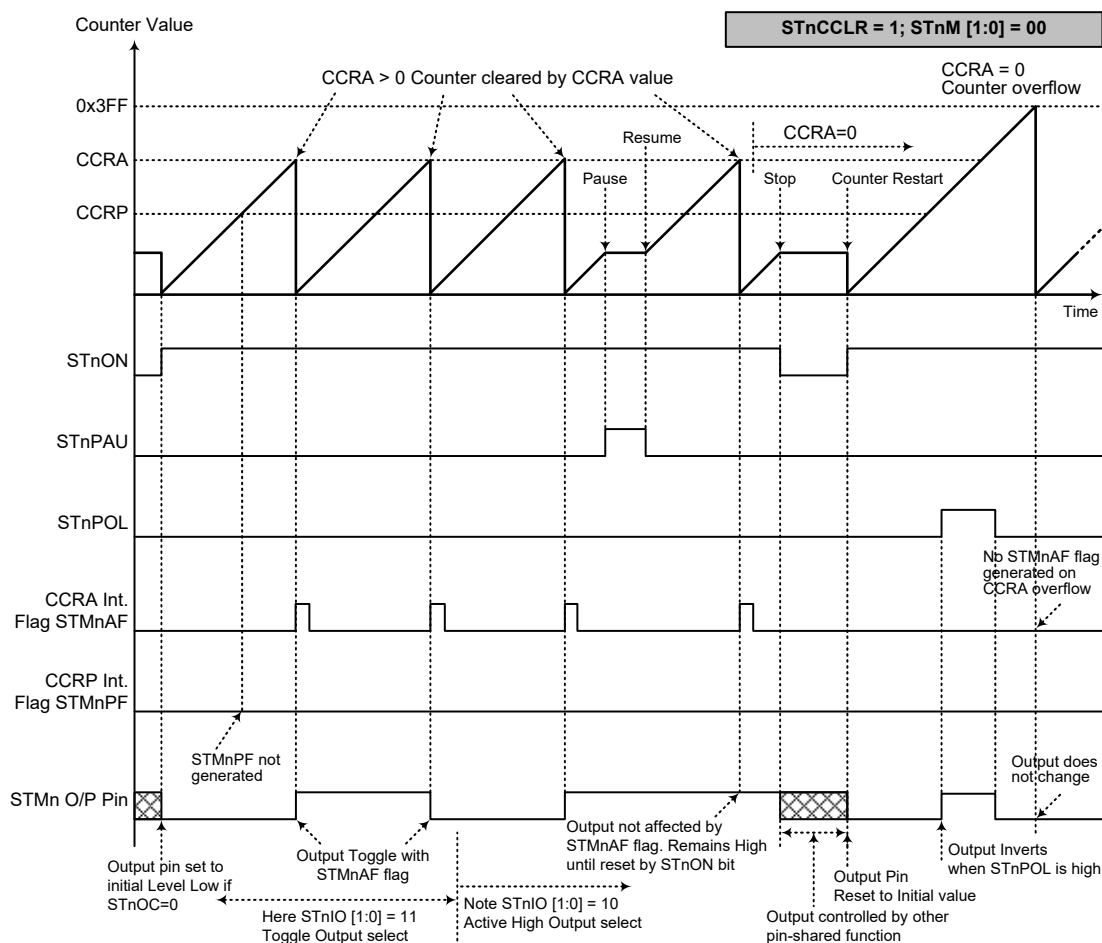 Counter Value
STnCCLR = 1; STnM [1:0] = 00
CCRA > 0 Counter cleared by CCRA value
CCRA = 0
Counter overflow
0x3FF
Resume
CCRA=0
CCRA
Pause
Stop
Counter Restart
CCRP
Time
STnON
STnPAU
STnPOL
No STMnAF flag
generated on
CCRA overflow
CCRA Int.
Flag STMnAF
CCRP Int.
Flag STMnPF
STMnPF not
generated
Output does
not change
STMn O/P Pin
Output pin set to
initial Level Low if
STnOC=0
Output Toggle with
STMnAF flag
Output not affected by
STMnAF flag. Remains High
until reset by STnON bit
Output Inverts
when STnPOL is high
Output Pin
Reset to Initial value
Here STnIO [1:0] = 11
Toggle Output select
Note STnIO [1:0] = 10
Active High Output select
Output controlled by other
pin-shared function